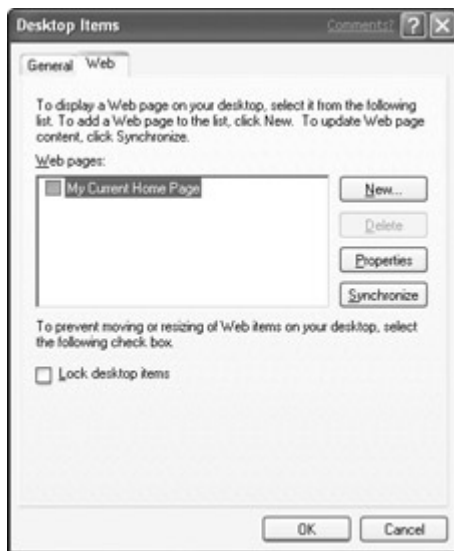 Desktop Items
Comments?
General
Web
To display a Web page on your desktop, select it from the following
list. To add a Web page to the list, click New. To update Web page
content, click Synchronize.
Web pages:
My Current Home Page
New...
Delete
Properties
Synchronize
To prevent moving or resizing of Web items on your desktop, select
the following check box.
Lock desktop items
OK
Cancel